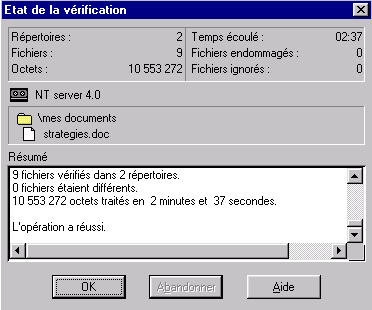 Etat de la vérification
Répertoires : 2 Temps écoulé : 02:37
Fichiers : 9 Fichiers endommagés : 0
Octets : 10 553 272 Fichiers ignorés : 0
NT server 4.0
\mes documents
strategies.doc
Résumé
9 fichiers vérifiés dans 2 répertoires.
0 fichiers étaient différents.
10 553 272 octets traités en 2 minutes et 37 secondes.
L'opération a réussi.
OK Abandonner Aide